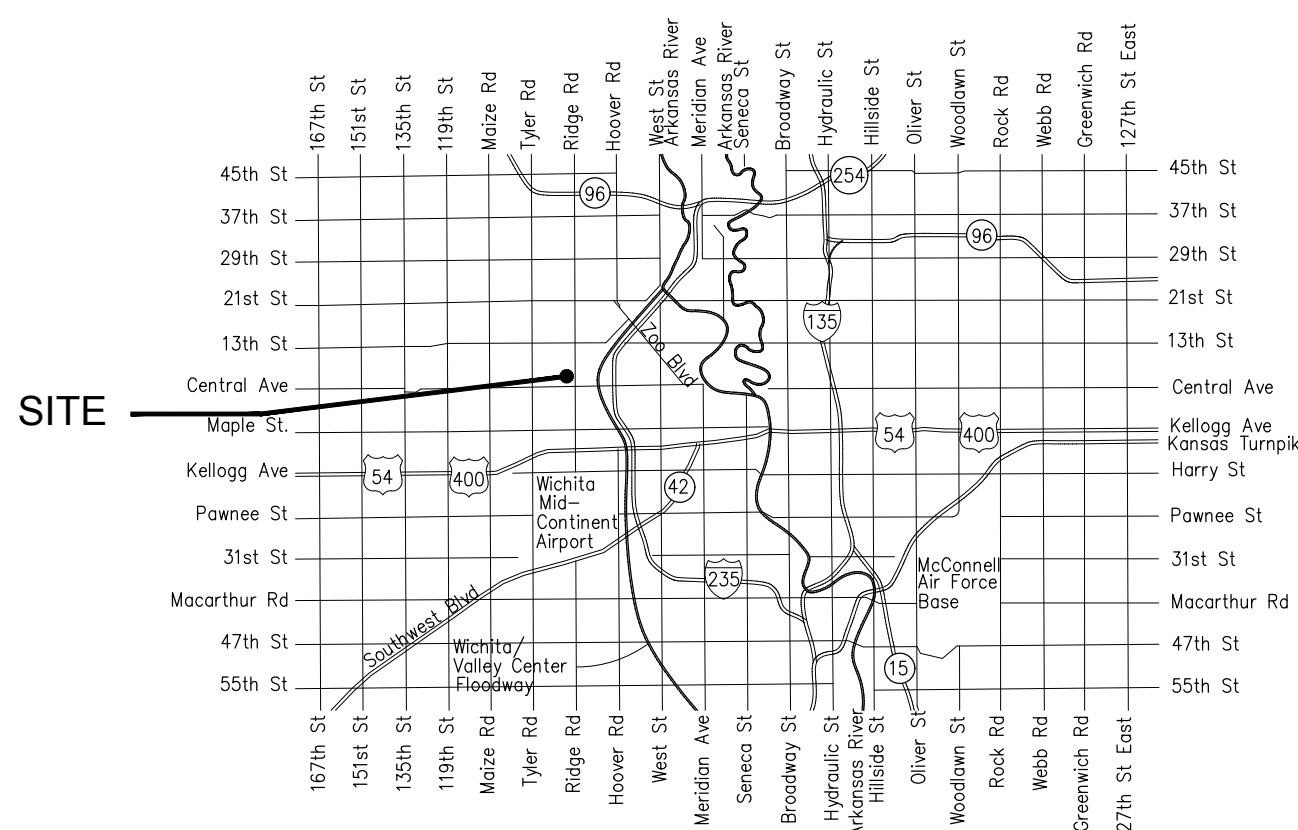 167th St
151st St
135th St
119th St
Maize Rd
Tyler Rd
Ridge Rd
Hoover Rd
West St
Arkansas River
Meridian Ave
Arkansas River
Seneca St
Broadway St
Hydraulic St
Hillside St
Oliver St
Woodlawn St
Rock Rd
Webb Rd
Greenwich Rd
127th St East
45th St
37th St
29th St
21st St
13th St
Central Ave
SITE
Maple St.
Kellogg Ave
Pawnee St
31st St
Macarthur Rd
47th St
55th St
96
254
96
135
Zoo Blvd
54
400
54
400
42
Wichita
Mid-
Continent
Airport
235
McConnell
Air Force
Base
Southwest Blvd
Wichita/
Valley Center
Floodway
15
45th St
37th St
29th St
21st St
13th St
Central Ave
Kellogg Ave
Kansas Turnpik
Harry St
Pawnee St
31st St
Macarthur Rd
47th St
55th St
167th St
151st St
135th St
119th St
Maize Rd
Tyler Rd
Ridge Rd
Hoover Rd
West St
Meridian Ave
Seneca St
Broadway St
Hydraulic St
Arkansas River
Hillside St
Oliver St
Woodlawn St
Rock Rd
Webb Rd
Greenwich Rd
27th St East